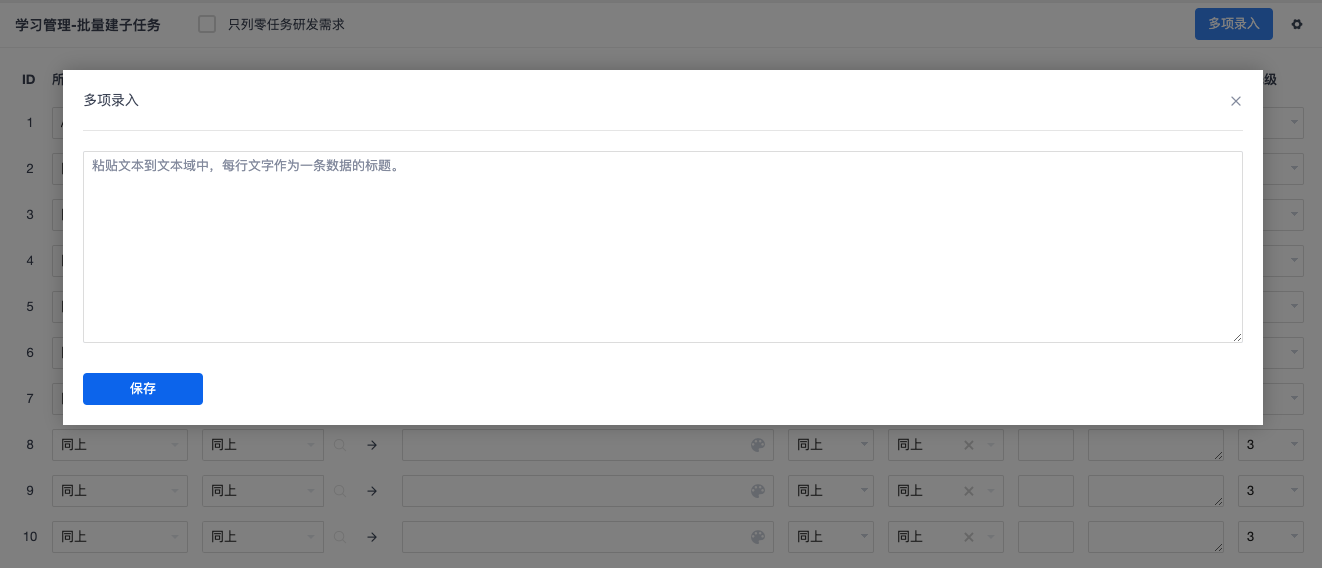 学习管理-批量建子任务 只列零任务研发需求 多项录入
ID 所 级
多项录入
粘贴文本到文本域中，每行文字作为一条数据的标题。
保存
1
2
3
4
5
6
7
8 同上 同上 同上 同上 3
9 同上 同上 同上 同上 3
10 同上 同上 同上 同上 3